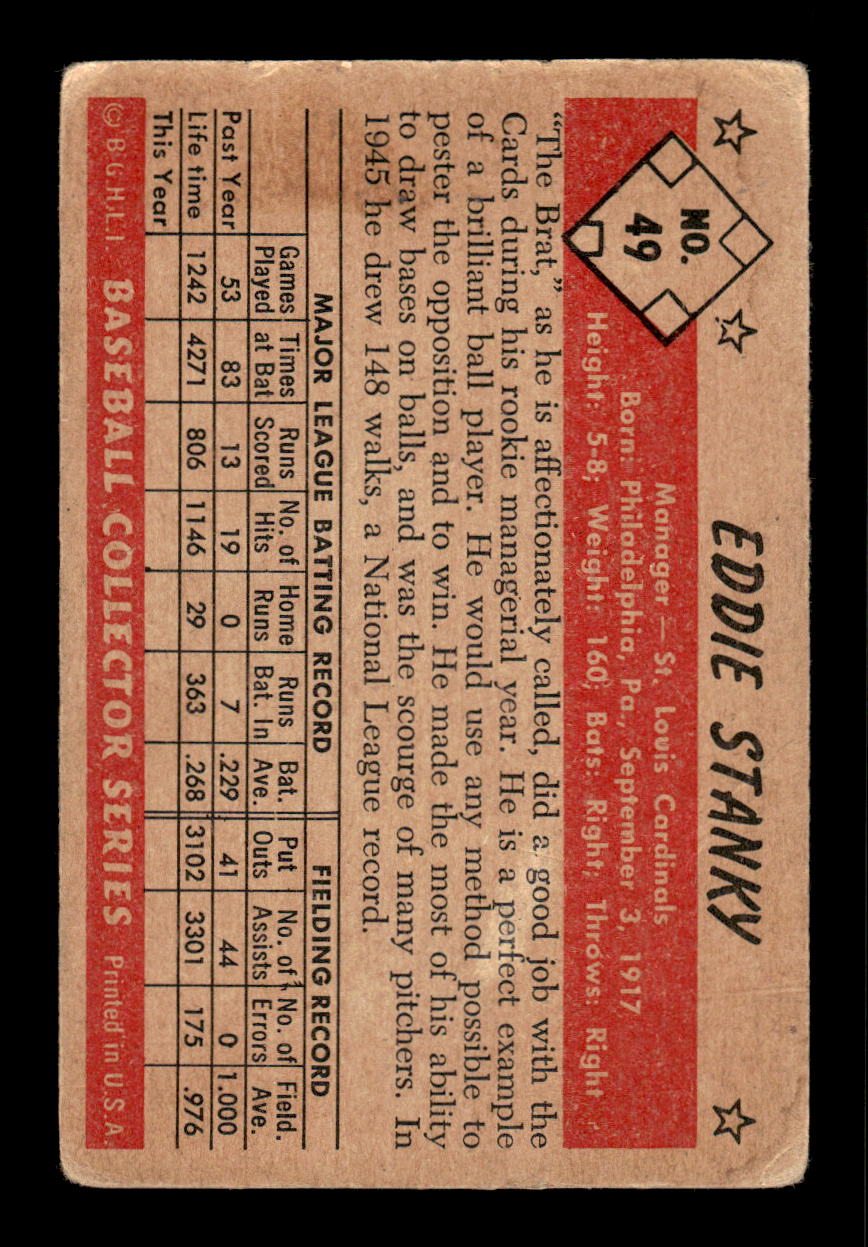 NO.
49
EDDIE STANKY
Manager — St. Louis Cardinals
Born: Philadelphia, Pa., September 3, 1917
Height: 5-8; Weight: 160; Bats: Right; Throws: Right
“The Brat,” as he is affectionately called, did a good job with the
Cards during his rookie managerial year. He is a perfect example
of a brilliant ball player. He would use any method possible to
pester the opposition and to win. He made the most of his ability
to draw bases on balls, and was the scourge of many pitchers. In
1945 he drew 148 walks, a National League record.
MAJOR LEAGUE BATTING RECORD FIELDING RECORD
Games Times Runs No. of Home Runs Bat. Put No. of No. of Field.
Played at Bat Scored Hits Runs Bat. In Ave. Outs Assists Errors Ave.
Past Year 53 83 13 19 0 7 .229 41 44 0 1.000
Life time 1242 4271 806 1146 29 363 .268 3102 3301 175 .976
This Year
© B.G.H.L.I. BASEBALL COLLECTOR SERIES Printed in U.S.A.